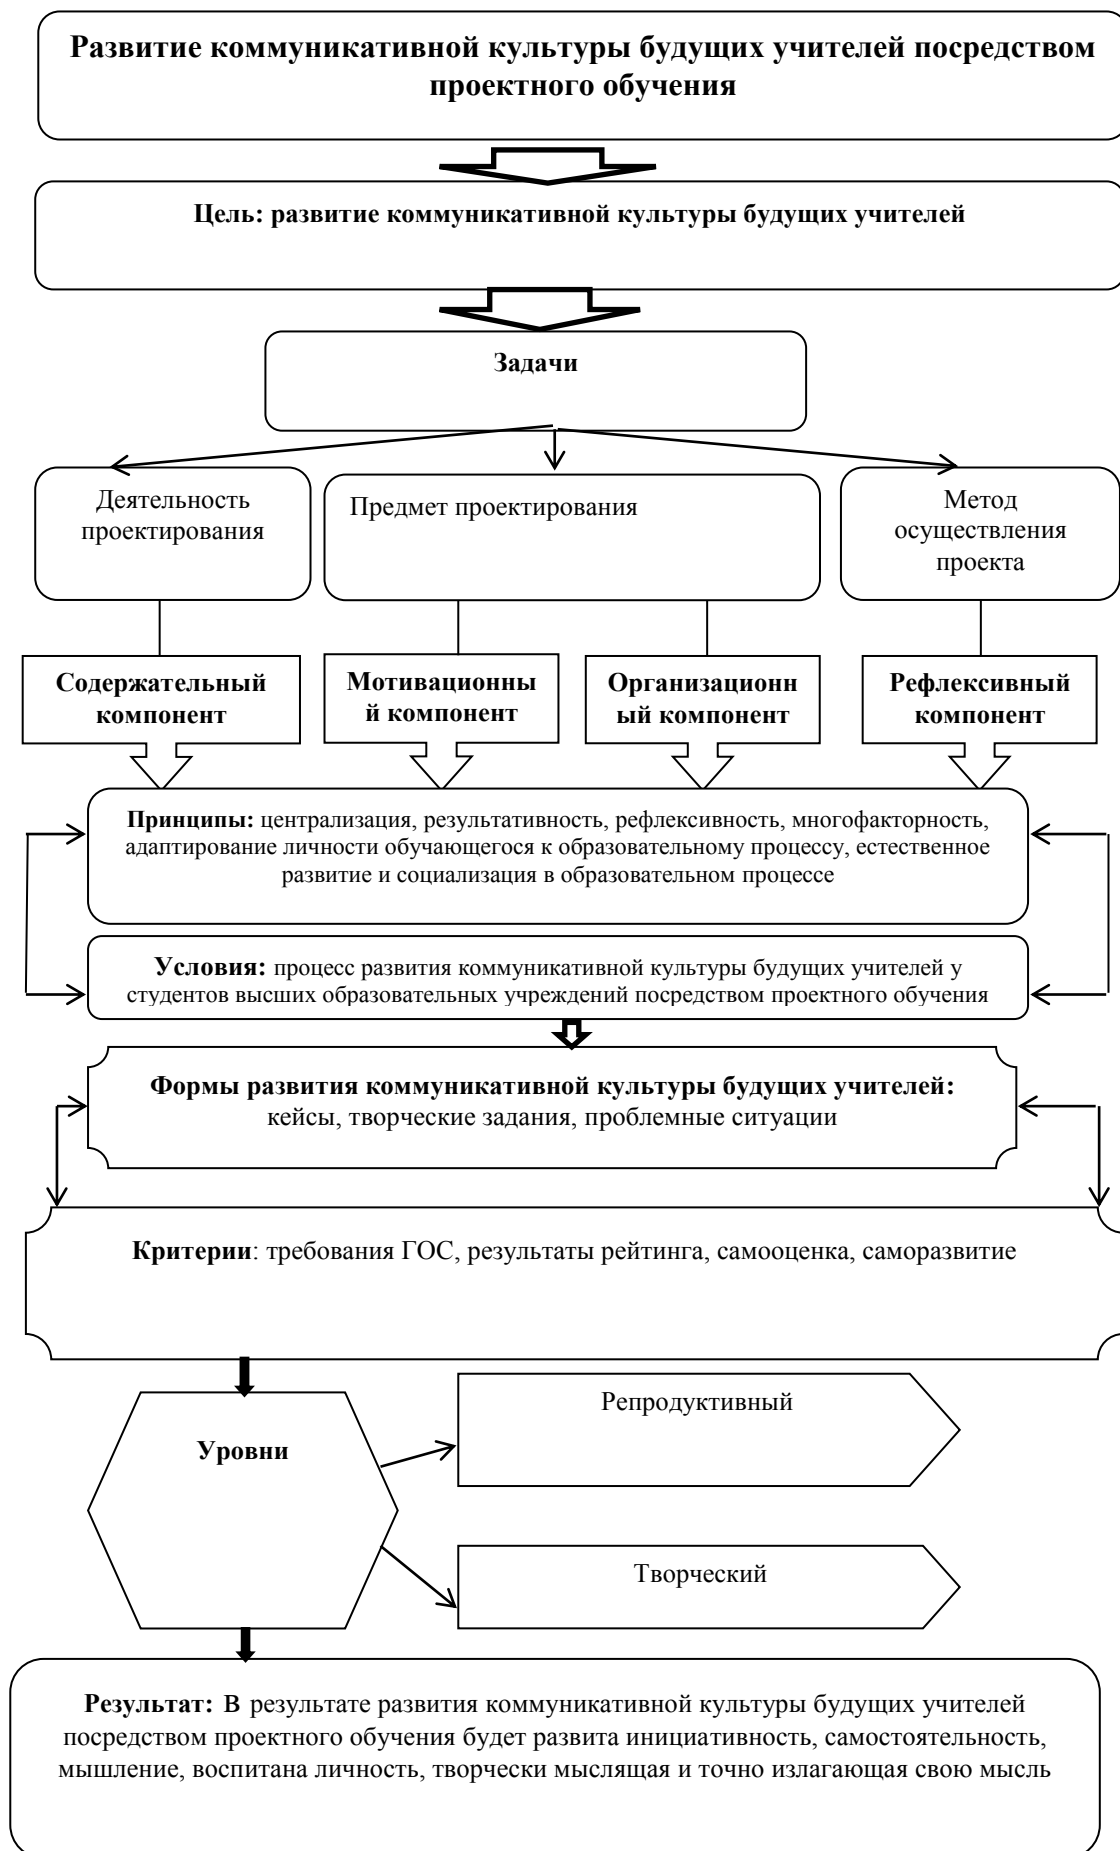 Развитие коммуникативной культуры будущих учителей посредством
проектного обучения
Цель: развитие коммуникативной культуры будущих учителей
Задачи
Деятельность
проектирования
Предмет проектирования
Метод
осуществления
проекта
Содержательный
компонент
Мотивационны
й компонент
Организационн
ый компонент
Рефлексивный
компонент
Принципы: централизация, результативность, рефлексивность, многофакторность,
адаптирование личности обучающегося к образовательному процессу, естественное
развитие и социализация в образовательном процессе
Условия: процесс развития коммуникативной культуры будущих учителей у
студентов высших образовательных учреждений посредством проектного обучения
Формы развития коммуникативной культуры будущих учителей:
кейсы, творческие задания, проблемные ситуации
Критерии: требования ГОС, результаты рейтинга, самооценка, саморазвитие
Уровни
Репродуктивный
Творческий
Результат: В результате развития коммуникативной культуры будущих учителей
посредством проектного обучения будет развита инициативность, самостоятельность,
мышление, воспитана личность, творчески мыслящая и точно излагающая свою мысль